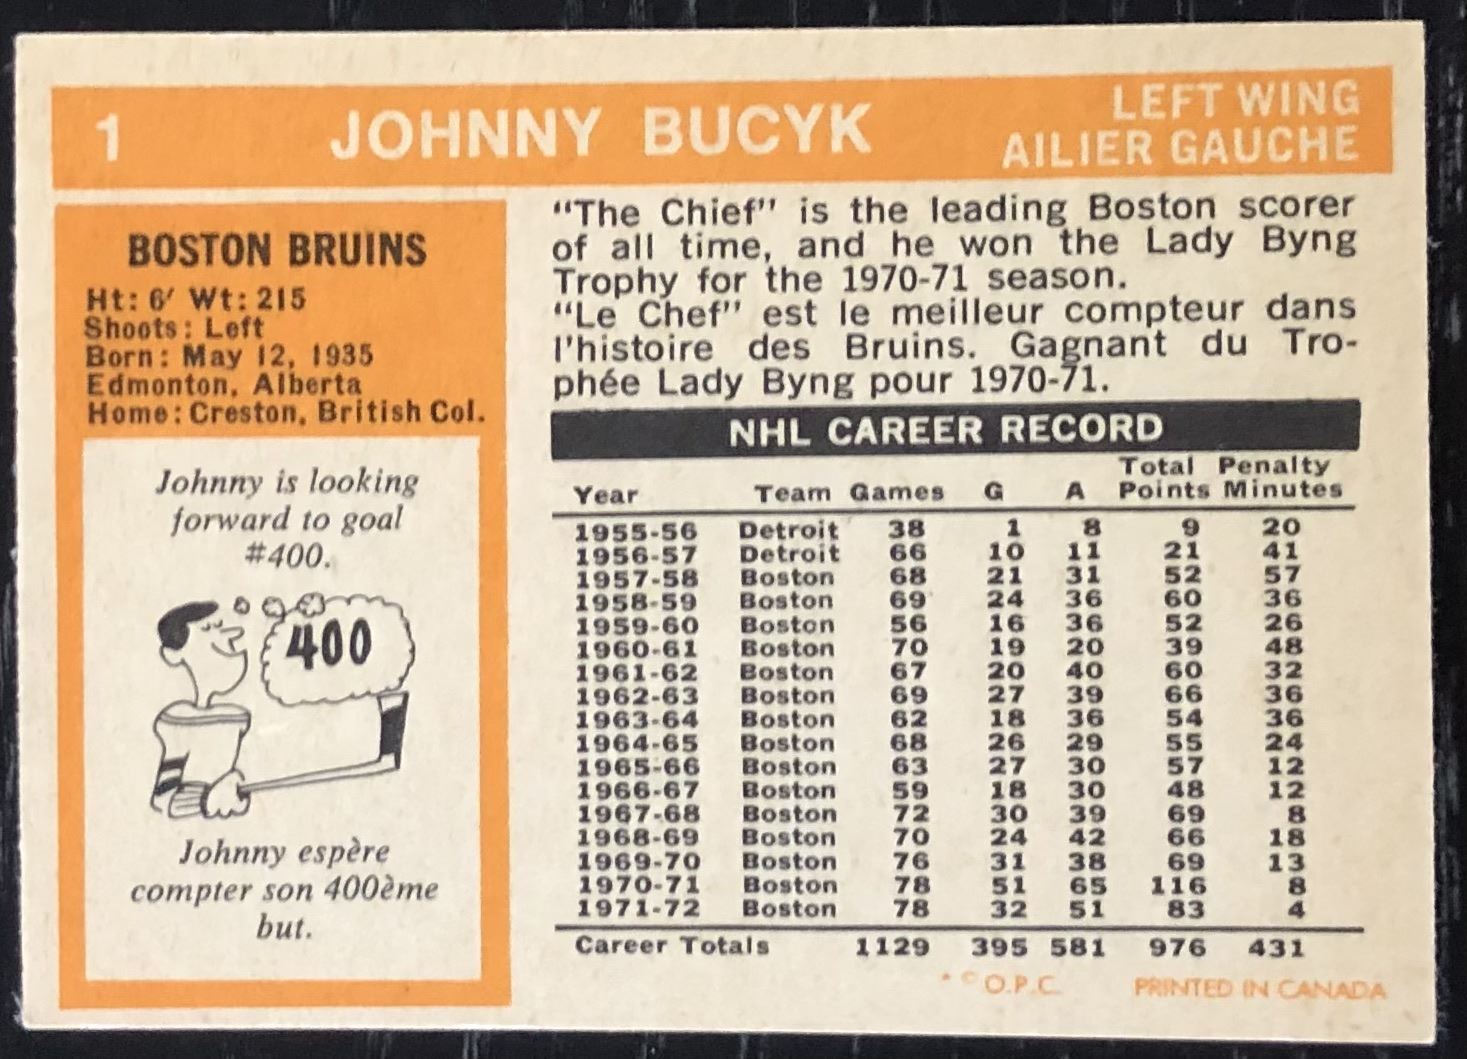 1 JOHNNY BUCYK LEFT WING
AILIER GAUCHE
BOSTON BRUINS
Ht: 6' Wt: 215
Shoots: Left
Born: May 12, 1935
Edmonton, Alberta
Home: Creston, British Col.
Johnny is looking
forward to goal
#400.
400
Johnny espère
compter son 400ème
but.
"The Chief" is the leading Boston scorer
of all time, and he won the Lady Byng
Trophy for the 1970-71 season.
"Le Chef" est le meilleur compteur dans
l'histoire des Bruins. Gagnant du Tro-
phée Lady Byng pour 1970-71.
NHL CAREER RECORD
Total Penalty
Year Team Games G A Points Minutes
1955-56 Detroit 38 1 8 9 20
1956-57 Detroit 66 10 11 21 41
1957-58 Boston 68 21 31 52 57
1958-59 Boston 69 24 36 60 36
1959-60 Boston 56 16 36 52 26
1960-61 Boston 70 19 20 39 48
1961-62 Boston 67 20 40 60 32
1962-63 Boston 69 27 39 66 36
1963-64 Boston 62 18 36 54 36
1964-65 Boston 68 26 29 55 24
1965-66 Boston 63 27 30 57 12
1966-67 Boston 59 18 30 48 12
1967-68 Boston 72 30 39 69 8
1968-69 Boston 70 24 42 66 18
1969-70 Boston 76 31 38 69 13
1970-71 Boston 78 51 65 116 8
1971-72 Boston 78 32 51 83 4
Career Totals 1129 395 581 976 431
* © O.P.C. PRINTED IN CANADA